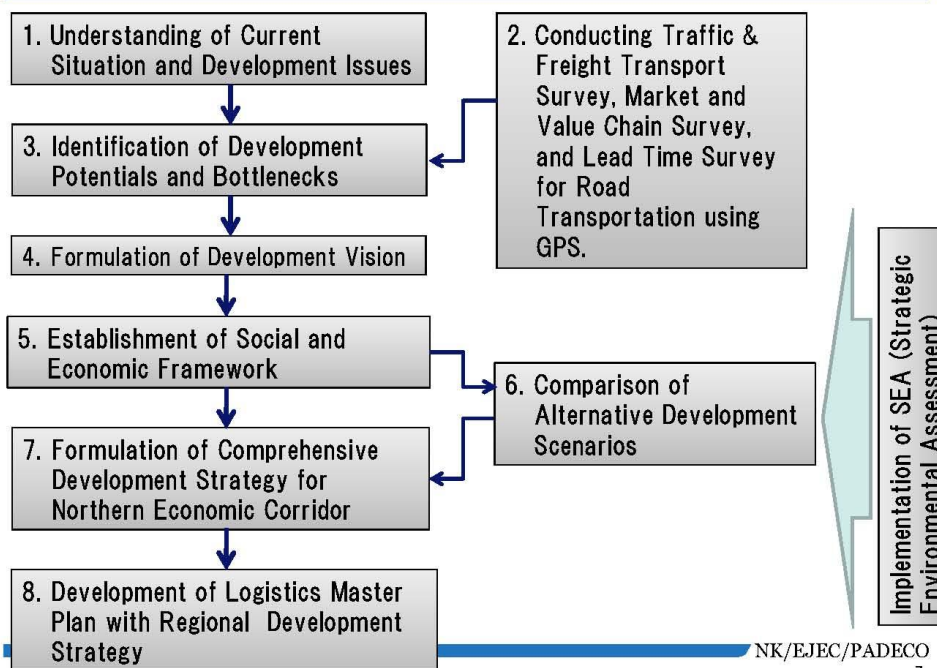 1. Understanding of Current
Situation and Development Issues
2. Conducting Traffic &
Freight Transport
Survey, Market and
Value Chain Survey,
and Lead Time Survey
for Road
Transportation using
GPS.
3. Identification of Development
Potentials and Bottlenecks
4. Formulation of Development Vision
5. Establishment of Social and
Economic Framework
6. Comparison of
Alternative Development
Scenarios
7. Formulation of Comprehensive
Development Strategy for
Northern Economic Corridor
8. Development of Logistics Master
Plan with Regional Development
Strategy
Implementation of SEA (Strategic
Environmental Assessment)
NK/EJEC/PADECO